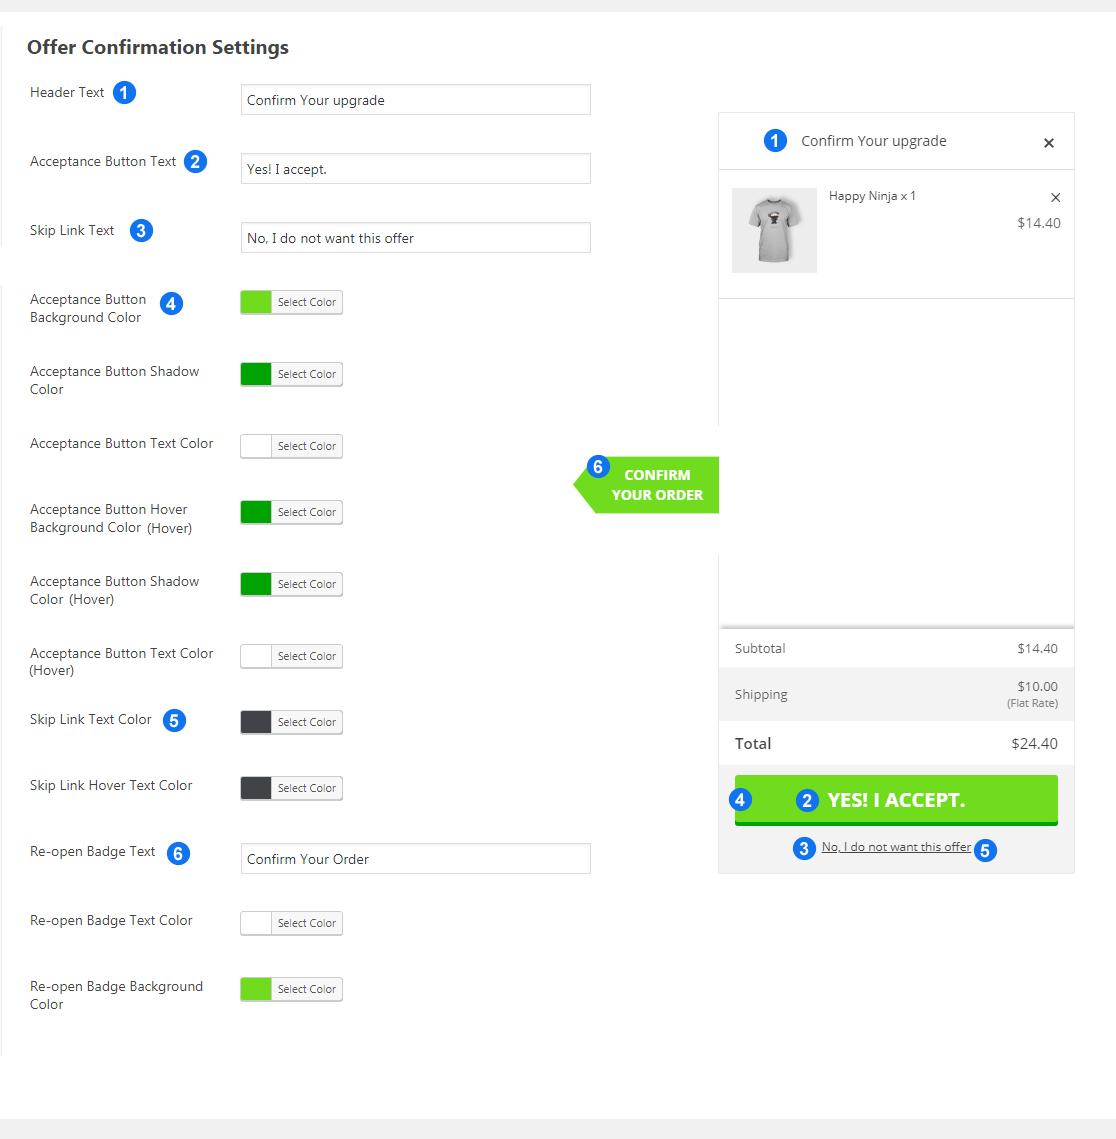 Offer Confirmation Settings
Header Text 1
Confirm Your upgrade
Acceptance Button Text 2
Yes! I accept.
Skip Link Text 3
No, I do not want this offer
Acceptance Button
Background Color 4
Select Color
Acceptance Button Shadow
Color
Select Color
Acceptance Button Text Color
Select Color
Acceptance Button Hover
Background Color (Hover)
Select Color
Acceptance Button Shadow
Color (Hover)
Select Color
Acceptance Button Text Color
(Hover)
Select Color
Skip Link Text Color 5
Select Color
Skip Link Hover Text Color
Select Color
Re-open Badge Text 6
Confirm Your Order
Re-open Badge Text Color
Select Color
Re-open Badge Background
Color
Select Color
6 CONFIRM
YOUR ORDER
1 Confirm Your upgrade ×
Happy Ninja x 1 ×
$14.40
Subtotal $14.40
Shipping $10.00
(Flat Rate)
Total $24.40
4 2 YES! I ACCEPT.
3 No, I do not want this offer 5